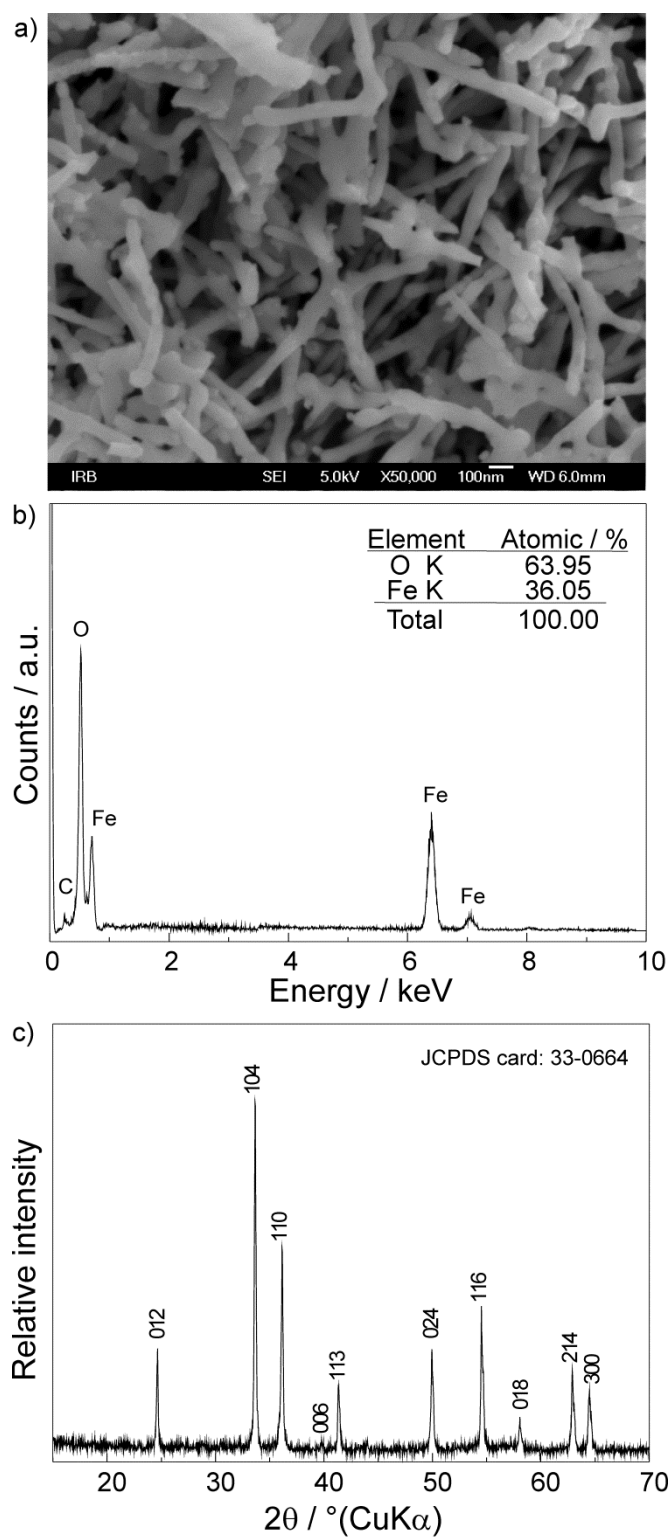 a)
IRB SEI 5.0kV X50,000 100nm WD 6.0mm
b)
Element Atomic / %
O K 63.95
Fe K 36.05
Total 100.00
Counts / a.u.
O
Fe
C
Fe
Fe
0 2 4 6 8 10
Energy / keV
c)
JCPDS card: 33-0664
Relative intensity
012
104
110
006
113
024
116
018
214
300
20 30 40 50 60 70
2θ / °(CuKα)